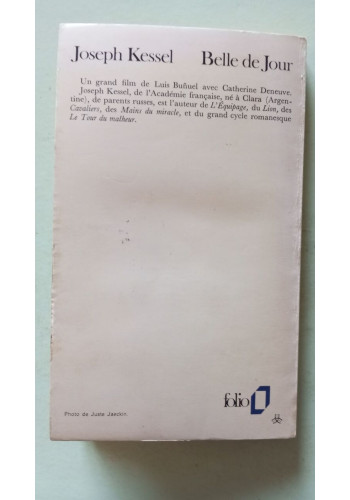 Joseph Kessel Belle de Jour
Un grand film de Luis Buñuel avec Catherine Deneuve.
Joseph Kessel, de l'Académie française, né à Clara (Argen-
tine), de parents russes, est l'auteur de L'Équipage, du Lion, des
Cavaliers, des Mains du miracle, et du grand cycle romanesque
Le Tour du malheur.
folio
Photo de Juste Jaeckin.